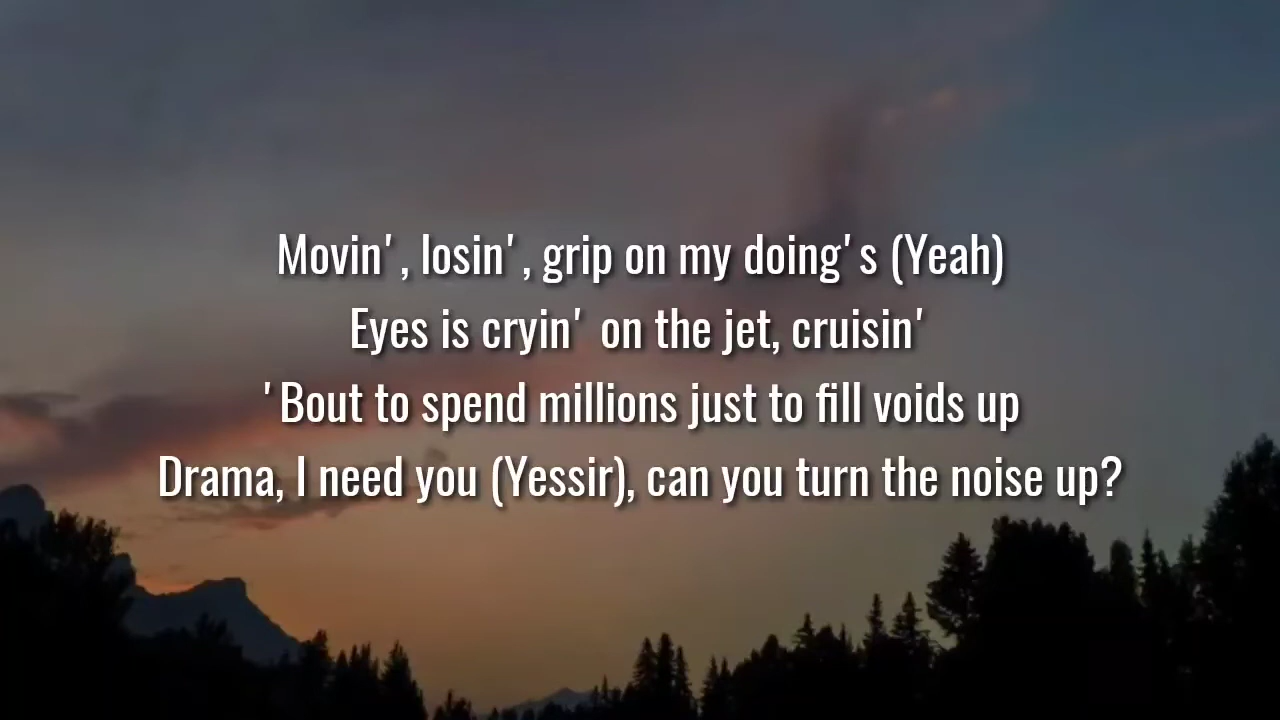 Movin', losin', grip on my doing's (Yeah)
Eyes is cryin' on the jet, cruisin'
'Bout to spend millions just to fill voids up
Drama, I need you (Yessir), can you turn the noise up?